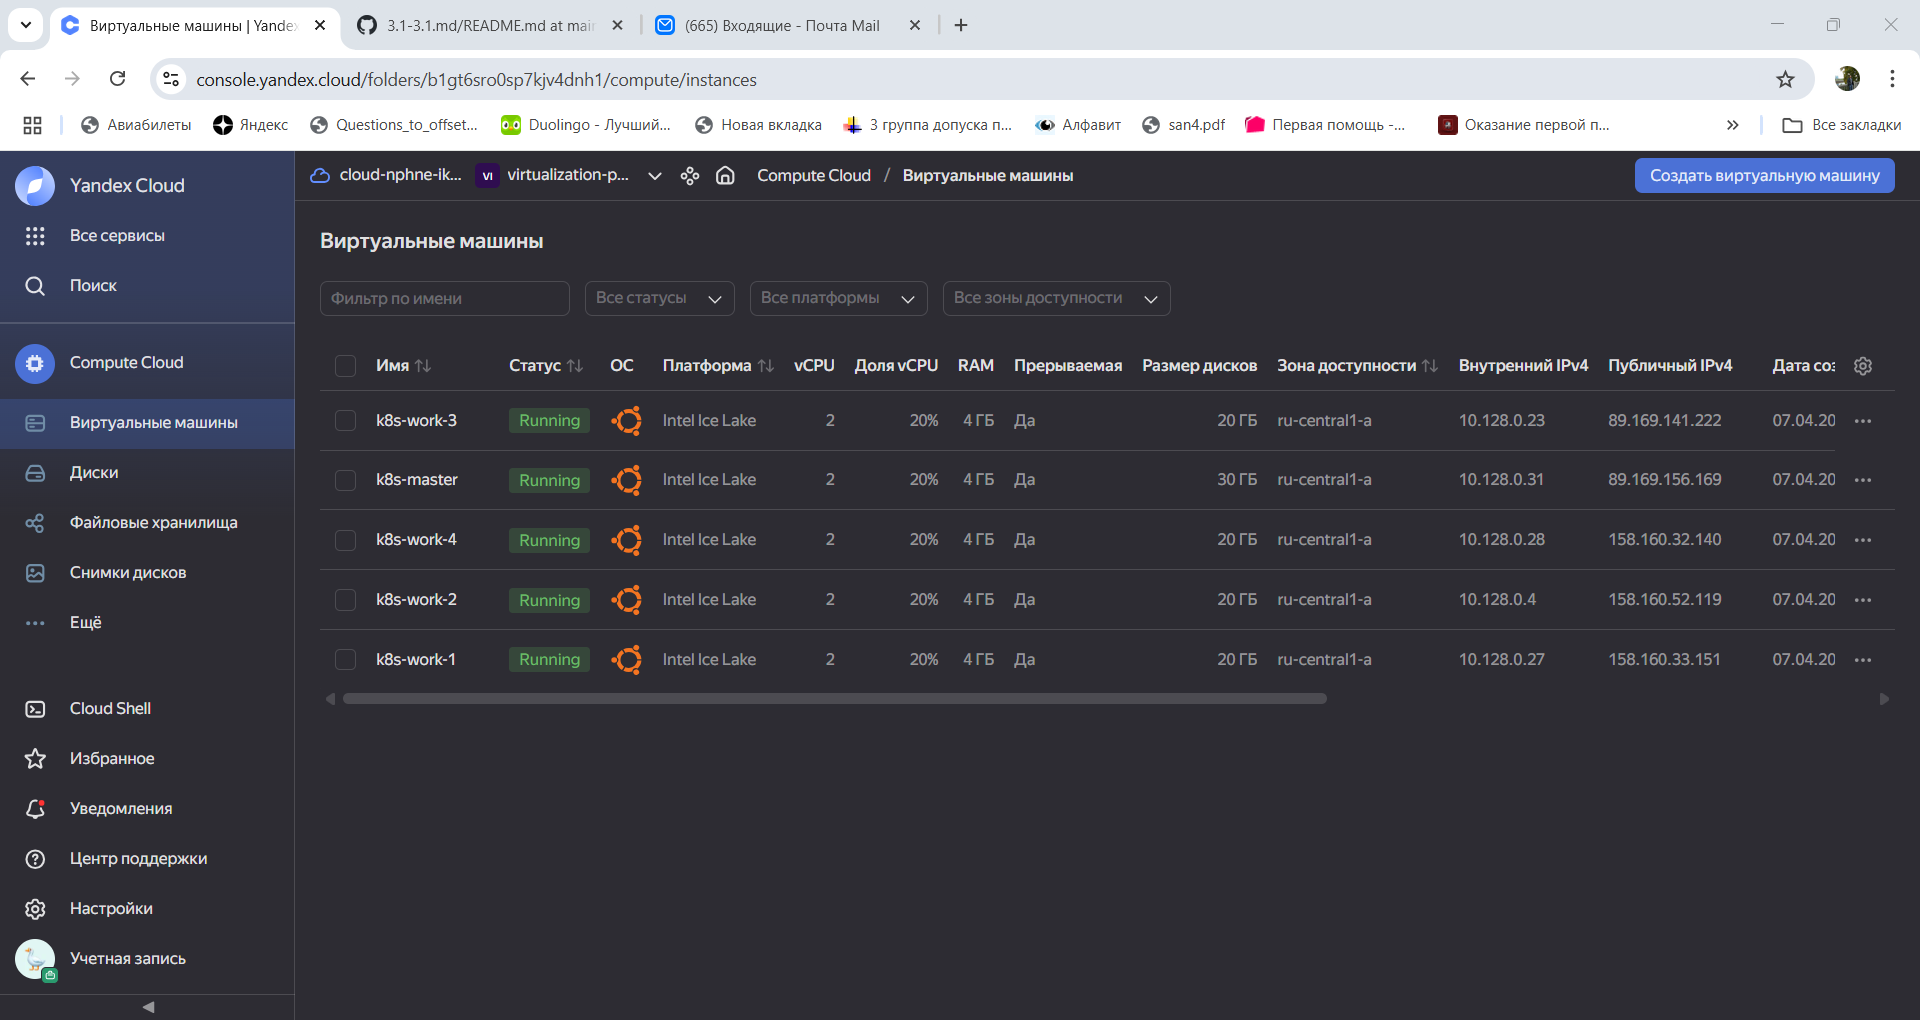 Виртуальные машины | Yande
3.1-3.1.md/README.md at mai
(665) Входящие - Почта Mail
console.yandex.cloud/folders/b1gt6sro0sp7kjv4dnh1/compute/instances
Авиабилеты
Яндекс
Questions_to_offset...
Duolingo - Лучший...
Новая вкладка
3 группа допуска п...
Алфавит
san4.pdf
Первая помощь -...
Оказание первой п...
Все закладки
Yandex Cloud
Все сервисы
Поиск
Compute Cloud
Виртуальные машины
Диски
Файловые хранилища
Снимки дисков
Ещё
Cloud Shell
Избранное
Уведомления
Центр поддержки
Настройки
Учетная запись
cloud-nphne-ik... VI virtualization-p... Compute Cloud / Виртуальные машины
Создать виртуальную машину
Виртуальные машины
Фильтр по имени Все статусы Все платформы Все зоны доступности
Имя Статус ОС Платформа vCPU Доля vCPU RAM Прерываемая Размер дисков Зона доступности Внутренний IPv4 Публичный IPv4 Дата соз
k8s-work-3 Running Intel Ice Lake 2 20% 4 ГБ Да 20 ГБ ru-central1-a 10.128.0.23 89.169.141.222 07.04.20
k8s-master Running Intel Ice Lake 2 20% 4 ГБ Да 30 ГБ ru-central1-a 10.128.0.31 89.169.156.169 07.04.20
k8s-work-4 Running Intel Ice Lake 2 20% 4 ГБ Да 20 ГБ ru-central1-a 10.128.0.28 158.160.32.140 07.04.20
k8s-work-2 Running Intel Ice Lake 2 20% 4 ГБ Да 20 ГБ ru-central1-a 10.128.0.4 158.160.52.119 07.04.20
k8s-work-1 Running Intel Ice Lake 2 20% 4 ГБ Да 20 ГБ ru-central1-a 10.128.0.27 158.160.33.151 07.04.20